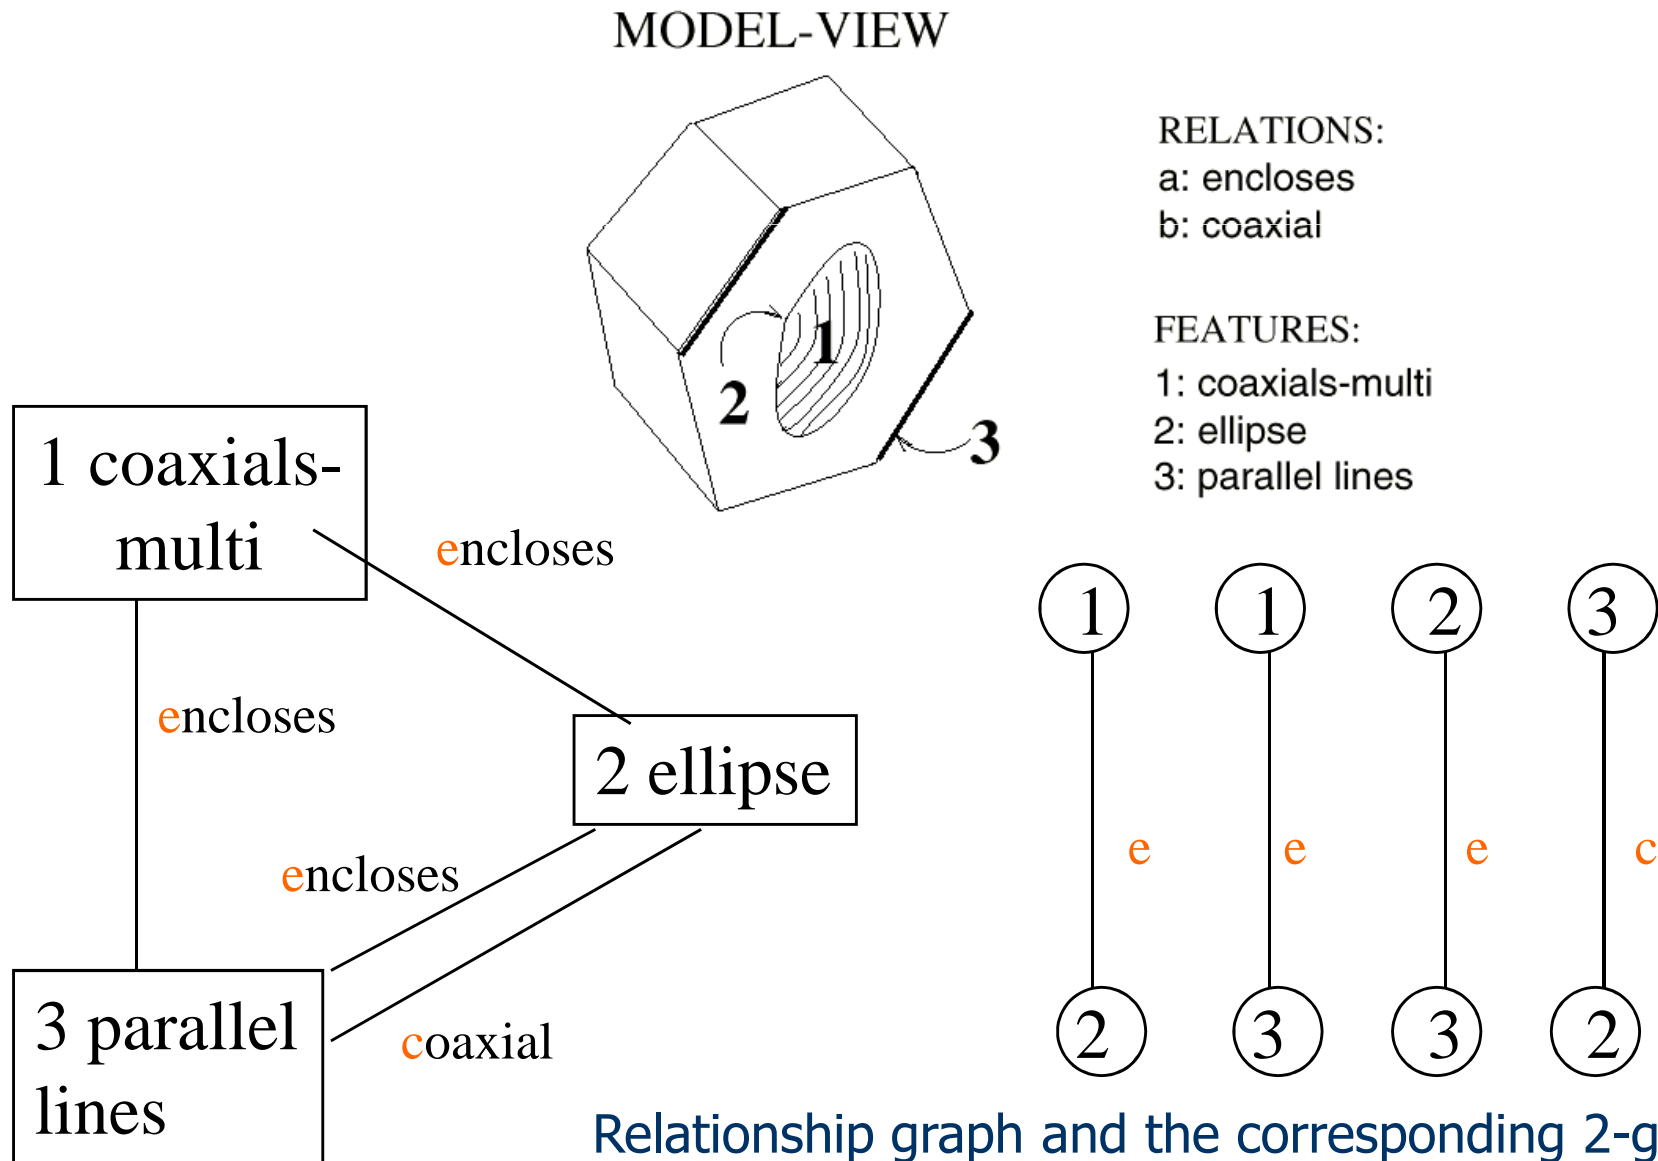 MODEL-VIEW
RELATIONS:
a: encloses
b: coaxial
FEATURES:
1: coaxials-multi
2: ellipse
3: parallel lines
1
2
3
1 coaxials-
multi
encloses
encloses
2 ellipse
encloses
coaxial
3 parallel
lines
1 1 2 3
e e e c
2 3 3 2
Relationship graph and the corresponding 2-g